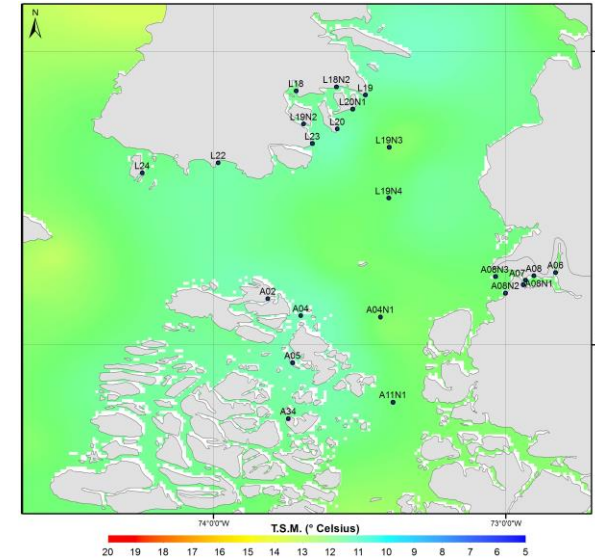 N
L18
L18N2
L19
L20N1
L19N2
L20
L23
L19N3
L22
L24
L19N4
A06N3
A07
A08
A06
A08N1
A08N2
A02
A04
A04N1
A05
A11N1
A34
74°0'0"W
73°0'0"W
T.S.M. (° Celsius)
20 19 18 17 16 15 14 13 12 11 10 9 8 7 6 5